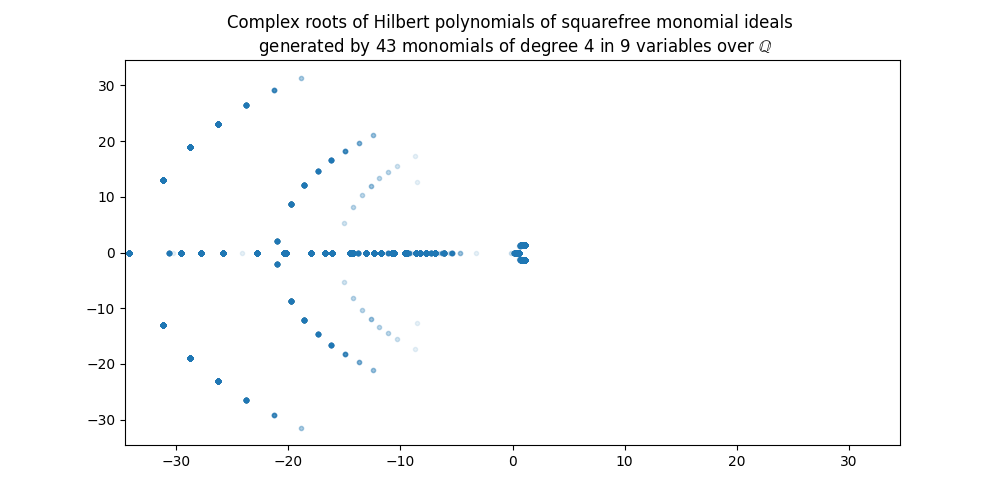 Complex roots of Hilbert polynomials of squarefree monomial ideals
generated by 43 monomials of degree 4 in 9 variables over ℚ
30
20
10
0
−10
−20
−30
−30 −20 −10 0 10 20 30